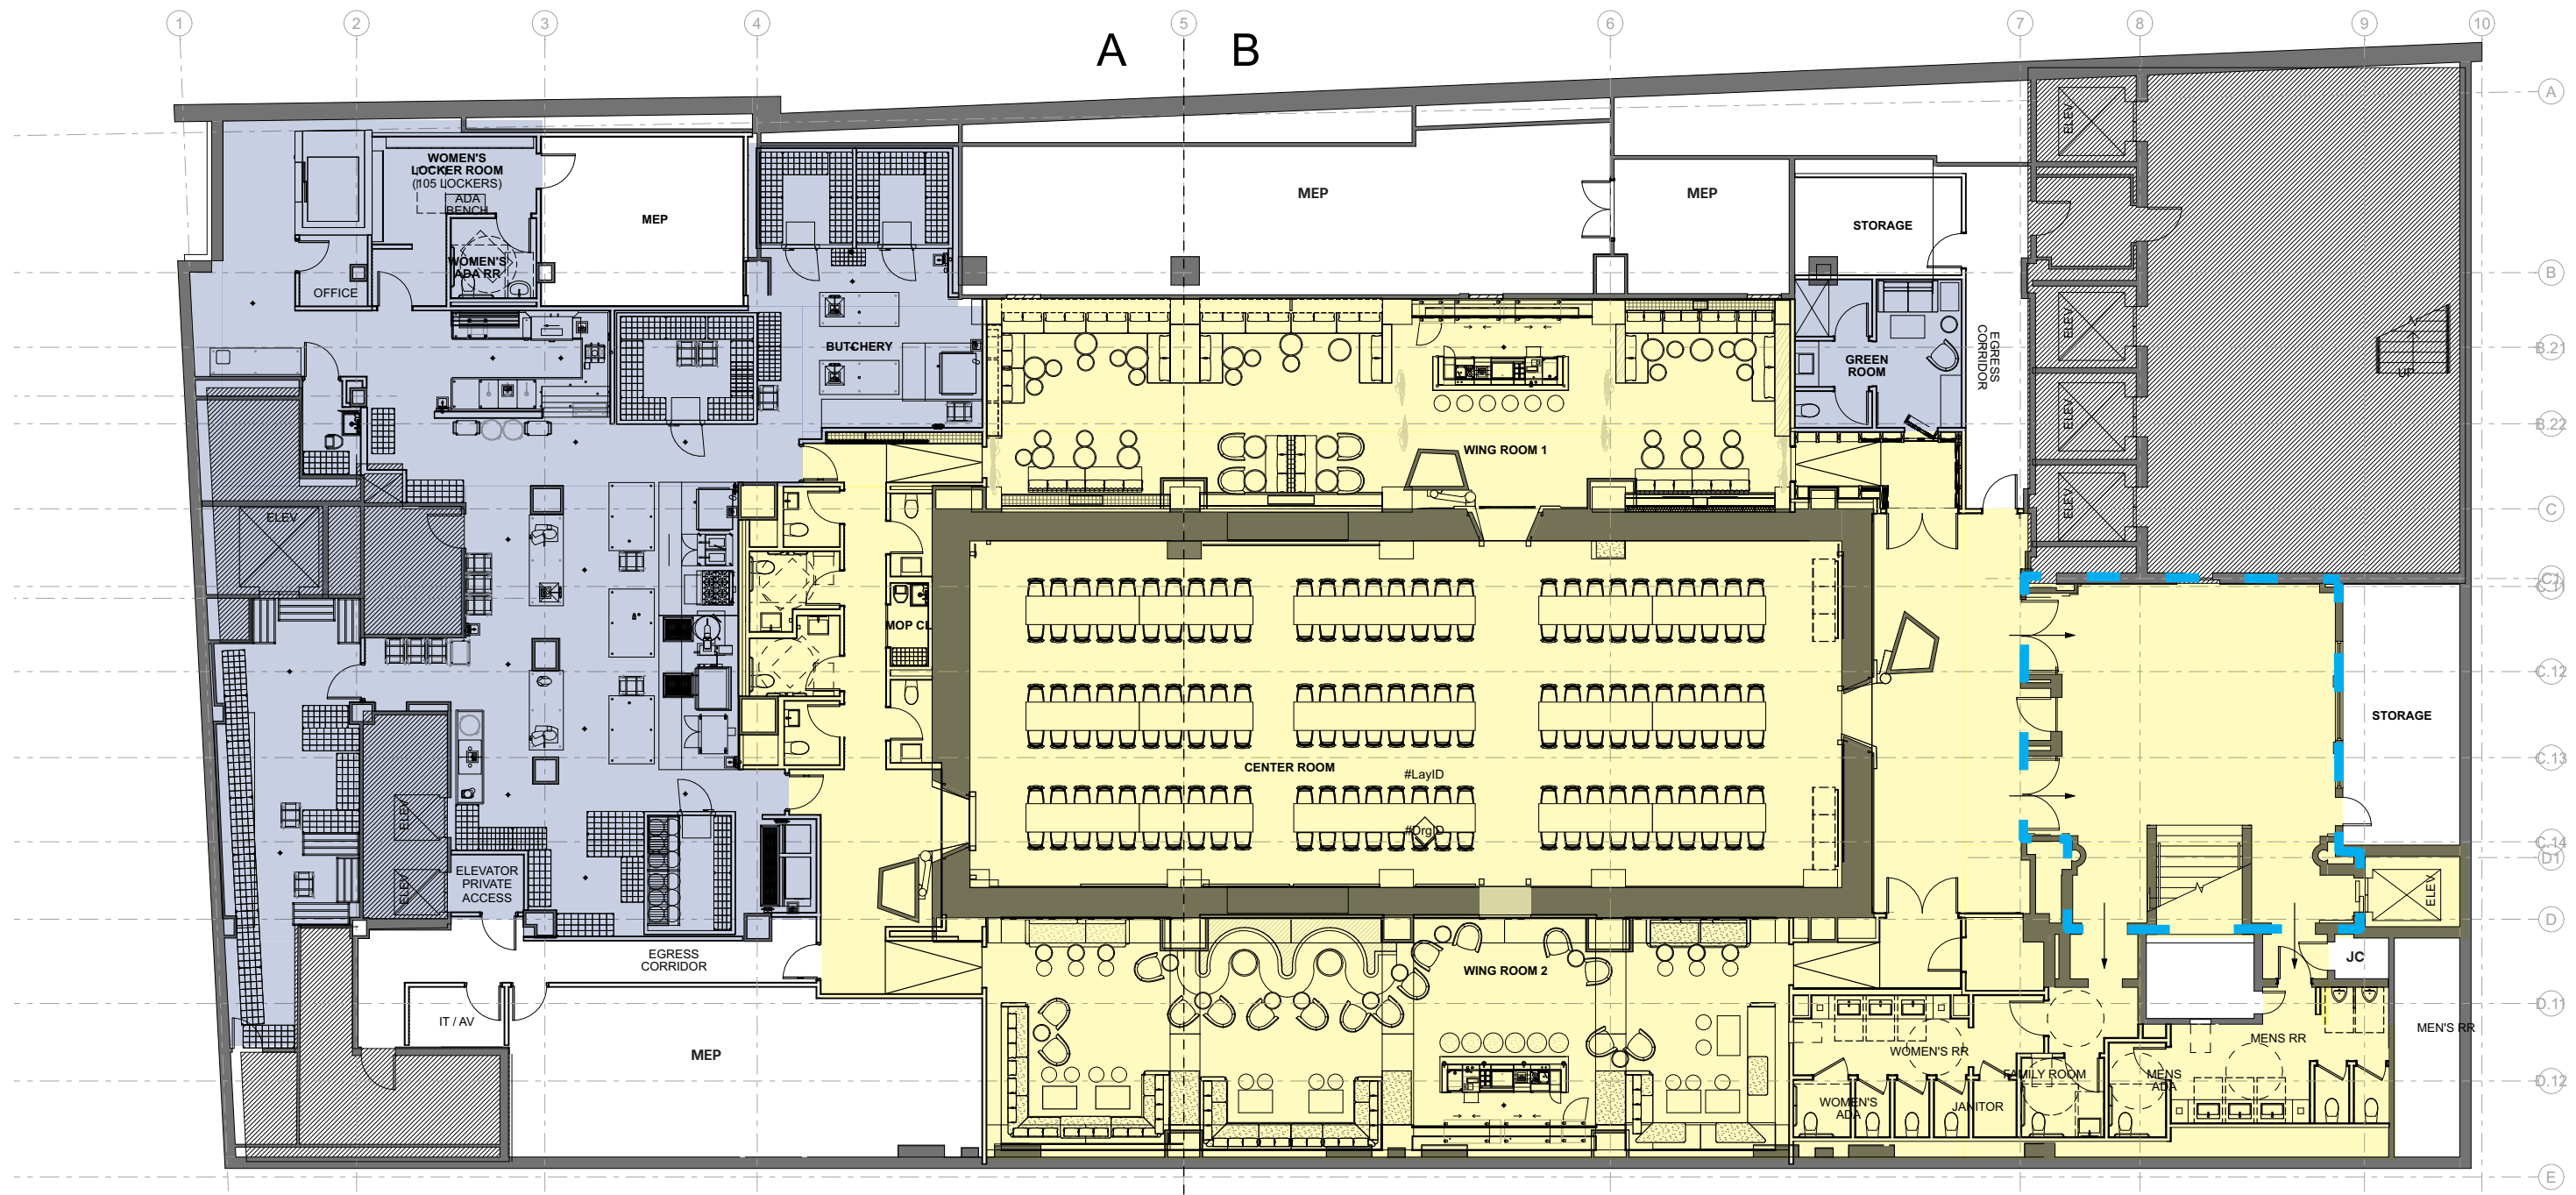 1
2
3
4
5
6
7
8
9
10
A
B
A
WOMEN'S
LOCKER ROOM
(105 LOCKERS)
ADA
BENCH
WOMEN'S
ADA RR
OFFICE
MEP
MEP
MEP
STORAGE
ELEV
B
BUTCHERY
GREEN
ROOM
EGRESS
CORRIDOR
ELEV
UP
B.21
ELEV
B.22
WING ROOM 1
ELEV
ELEV
C
C1
C.11
MOP CL
C.12
STORAGE
CENTER ROOM
#LayID
C.13
#DrgID
ELEV
C.14
D1
ELEV
ELEVATOR
PRIVATE
ACCESS
ELEV
D
EGRESS
CORRIDOR
WING ROOM 2
JC
D.11
IT / AV
MEP
WOMEN'S RR
MENS RR
MEN'S RR
FAMILY ROOM
MENS
ADA
D.12
WOMEN'S
ADA
JANITOR
E